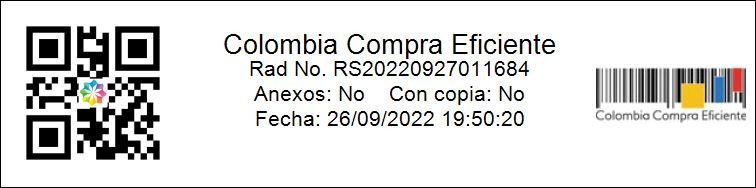 Colombia Compra Eficiente
Rad No. RS20220927011684
Anexos: No Con copia: No
Fecha: 26/09/2022 19:50:20
Colombia Compra Eficiente